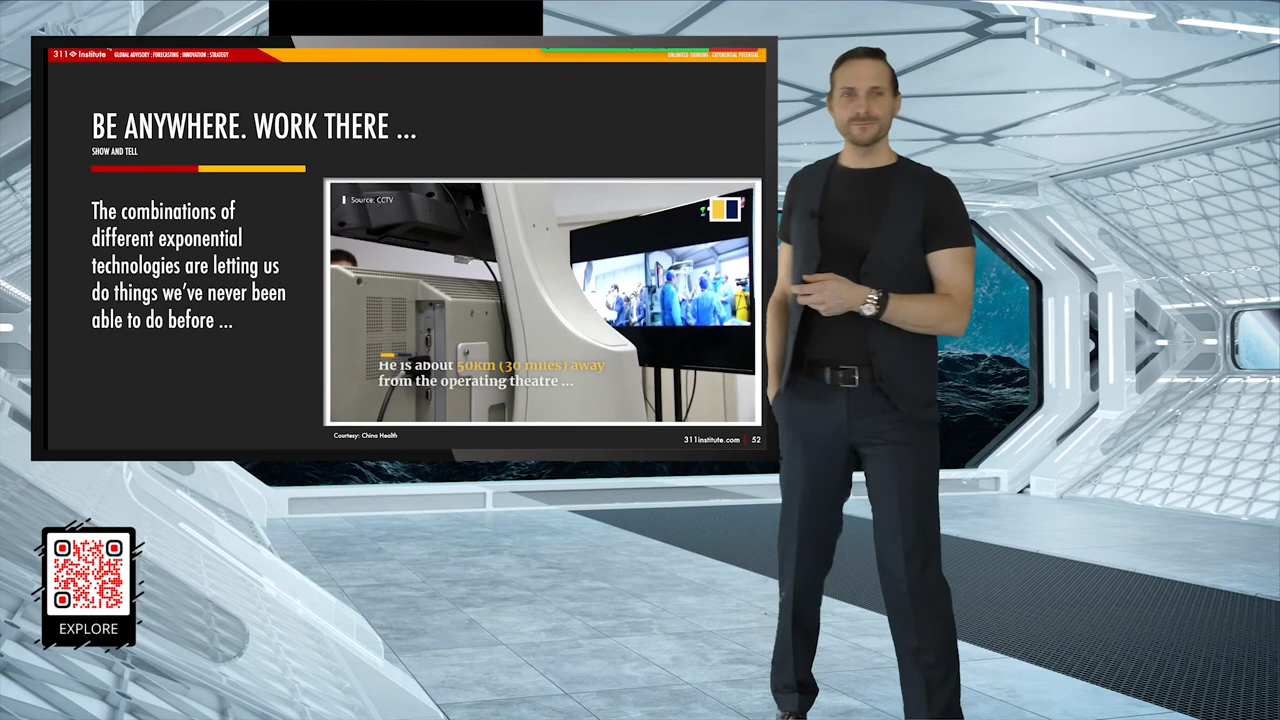 311 Institute
GLOBAL ADVISORY : FORECASTING : INNOVATION : STRATEGY
UNLIMITED THINKING : EXPONENTIAL POTENTIAL
BE ANYWHERE. WORK THERE ...
SHOW AND TELL
The combinations of
different exponential
technologies are letting us
do things we've never been
able to do before ...
Source: CCTV
He is about 50km (30 miles) away
from the operating theatre ...
Courtesy: China Health
311institute.com | 52
EXPLORE